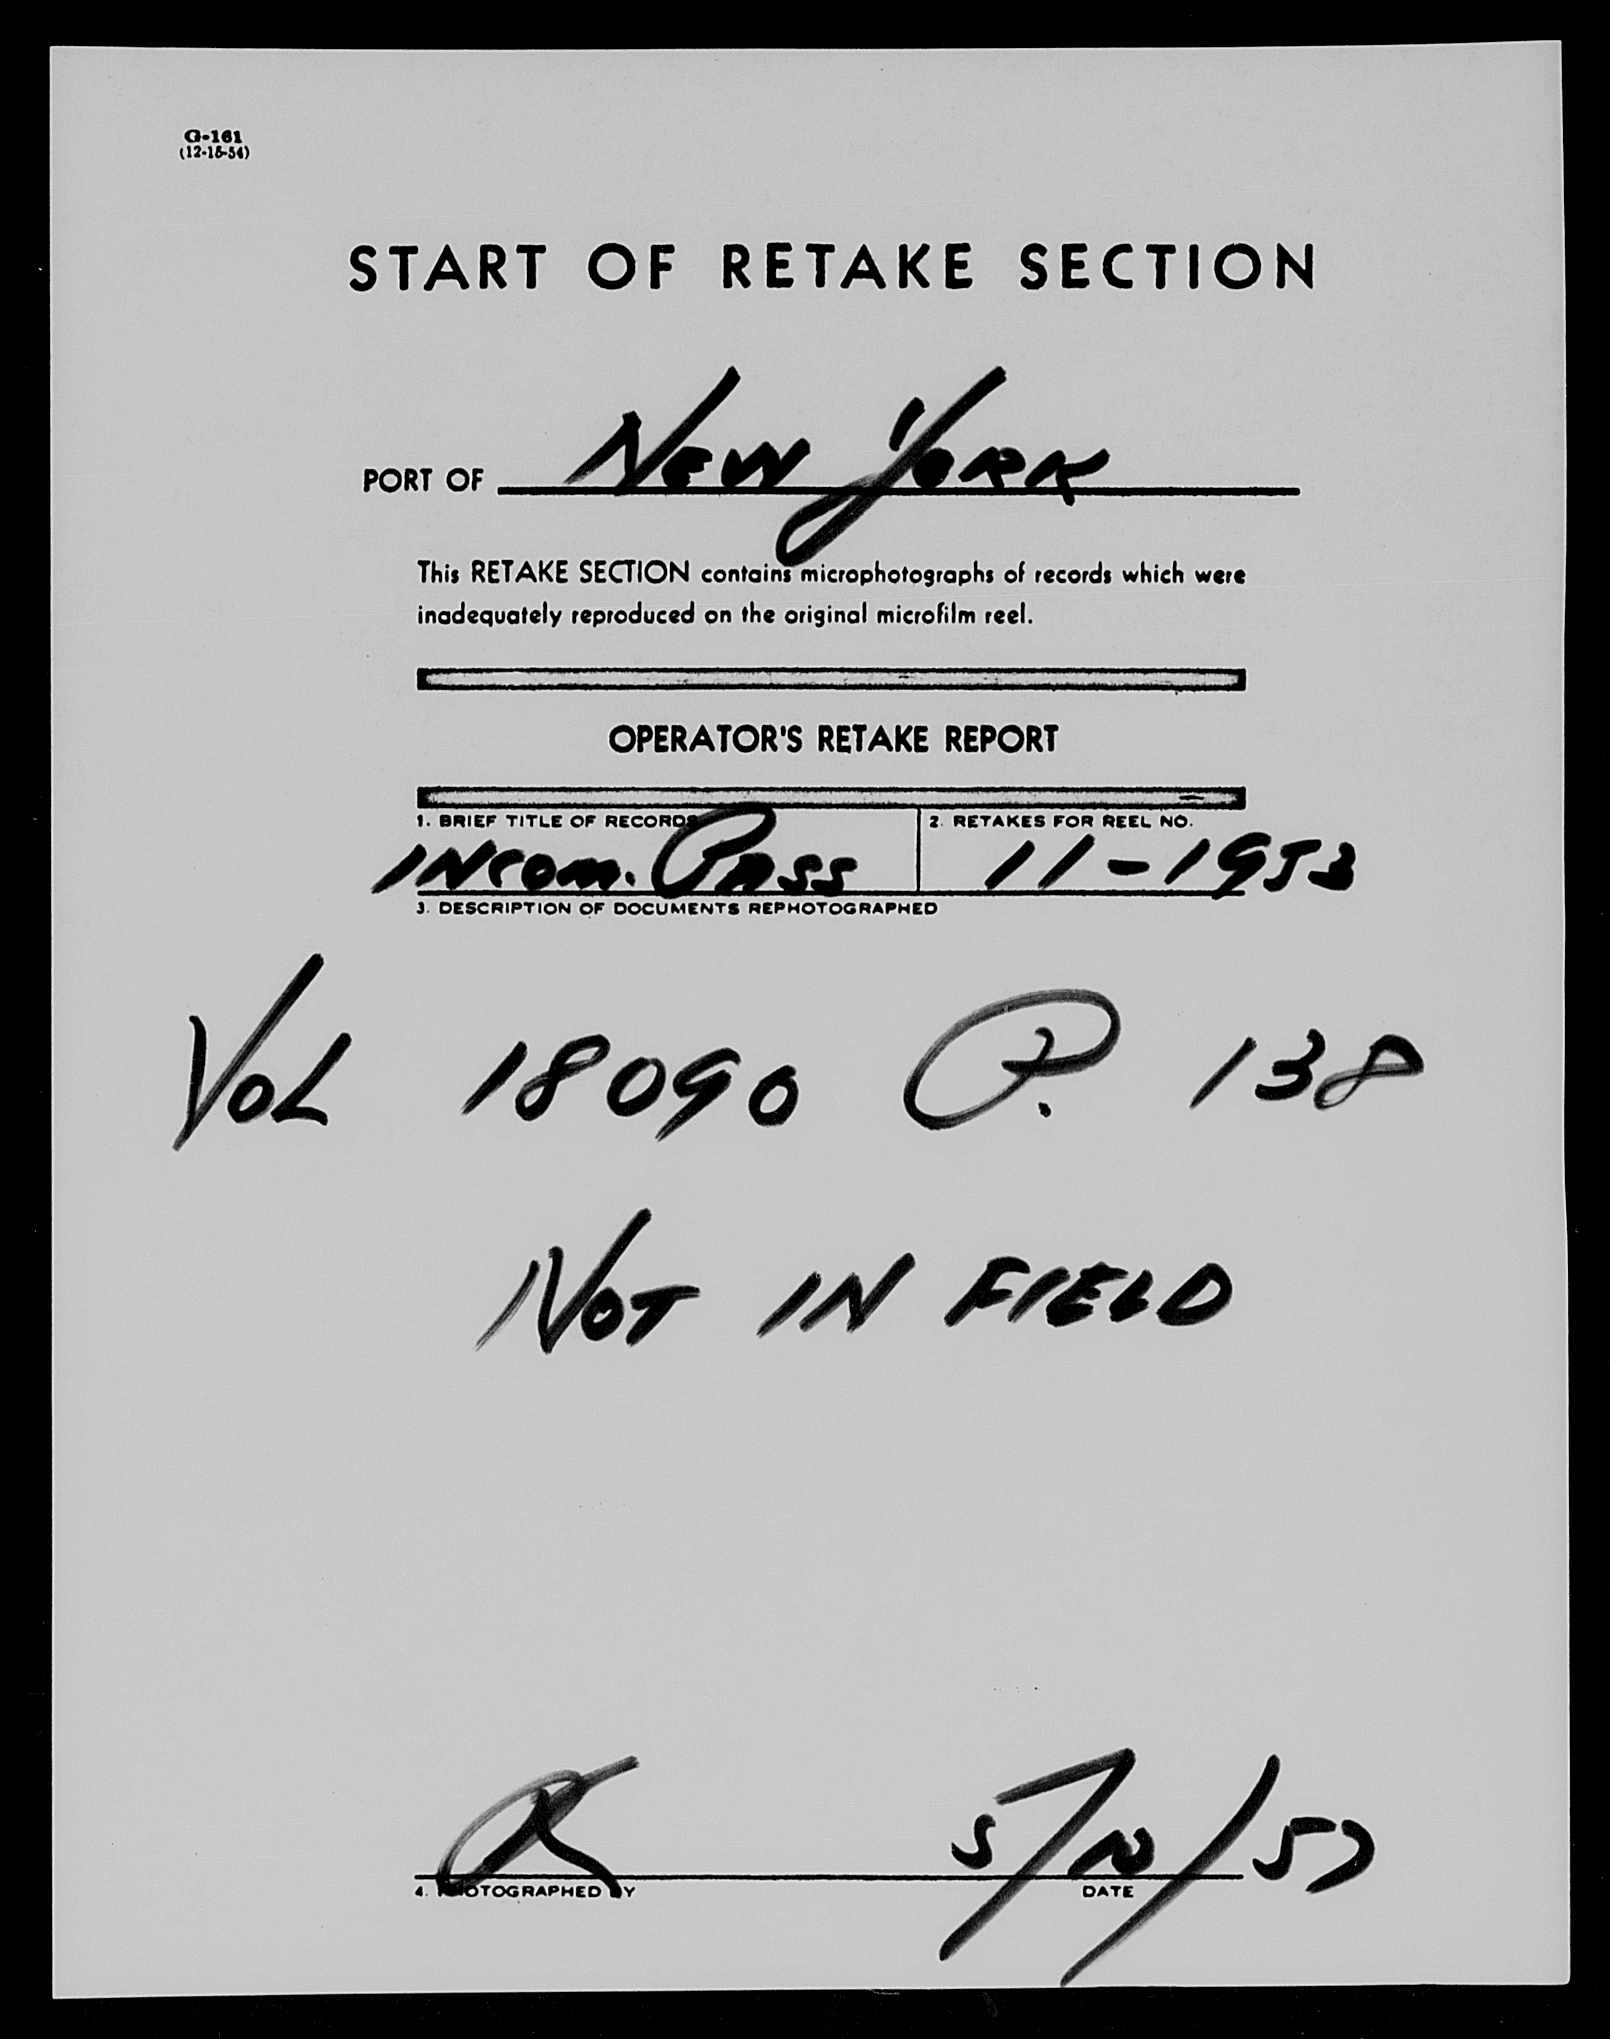 G-161
(12-15-54)
START OF RETAKE SECTION
PORT OF NEW YORK
This RETAKE SECTION contains microphotographs of records which were
inadequately reproduced on the original microfilm reel.
OPERATOR'S RETAKE REPORT
1. BRIEF TITLE OF RECORDS 2. RETAKES FOR REEL NO.
INCOM. PASS 11-1953
3. DESCRIPTION OF DOCUMENTS REPHOTOGRAPHED
VOL 18090 P. 138
NOT IN FIELD
5/10/57
4. PHOTOGRAPHED BY DATE